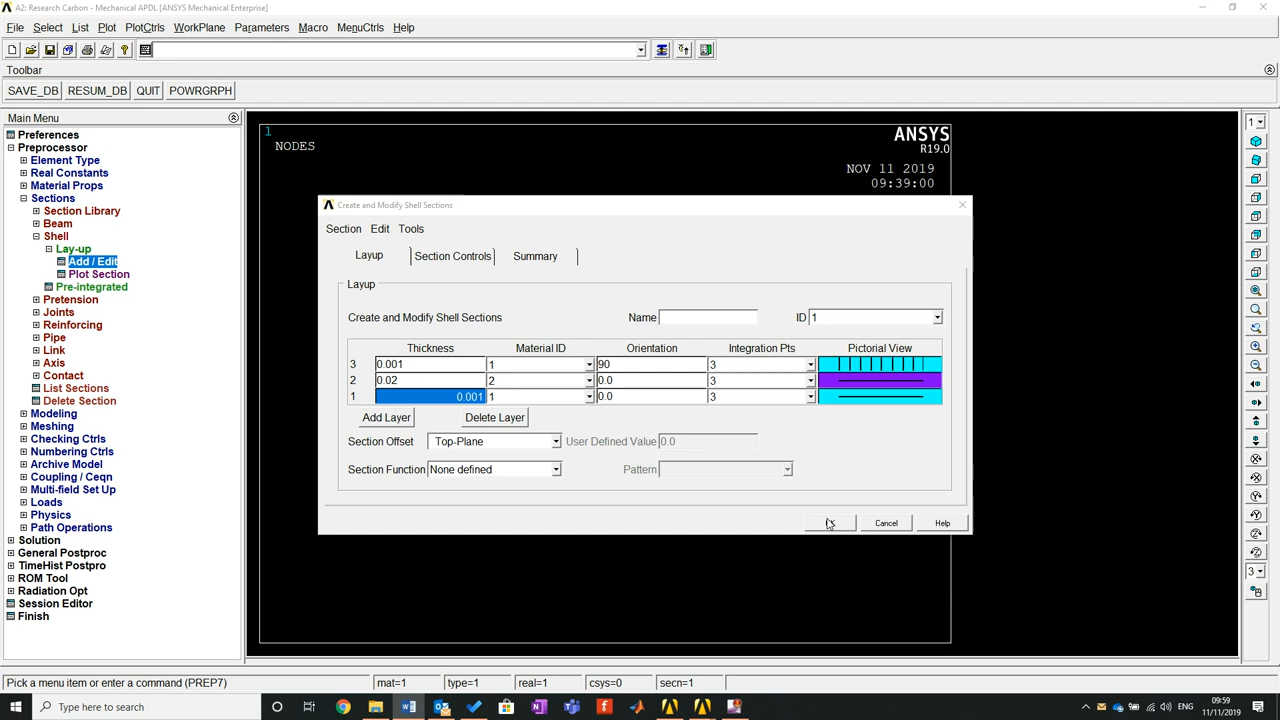 A2: Research Carbon - Mechanical APDL [ANSYS Mechanical Enterprise]
File Select List Plot PlotCtrls WorkPlane Parameters Macro MenuCtrls Help
Toolbar
SAVE_DB RESUM_DB QUIT POWRGRPH
Main Menu
Preferences
Preprocessor
Element Type
Real Constants
Material Props
Sections
Section Library
Beam
Shell
Lay-up
Add / Edit
Plot Section
Pre-integrated
Pretension
Joints
Reinforcing
Pipe
Link
Axis
Contact
List Sections
Delete Section
Modeling
Meshing
Checking Ctrls
Numbering Ctrls
Archive Model
Coupling / Ceqn
Multi-field Set Up
Loads
Physics
Path Operations
Solution
General Postproc
TimeHist Postpro
ROM Tool
Radiation Opt
Session Editor
Finish
1
NODES
ANSYS
R19.0
NOV 11 2019
09:39:00
Create and Modify Shell Sections
Section Edit Tools
Layup Section Controls Summary
Layup
Create and Modify Shell Sections Name ID 1
Thickness Material ID Orientation Integration Pts Pictorial View
3 0.001 1 90 3
2 0.02 2 0.0 3
1 0.001 1 0.0 3
Add Layer Delete Layer
Section Offset Top-Plane User Defined Value 0.0
Section Function None defined Pattern
Cancel Help
1
3
Pick a menu item or enter a command (PREP7) mat=1 type=1 real=1 csys=0 secn=1
Type here to search
ENG
09:59
11/11/2019